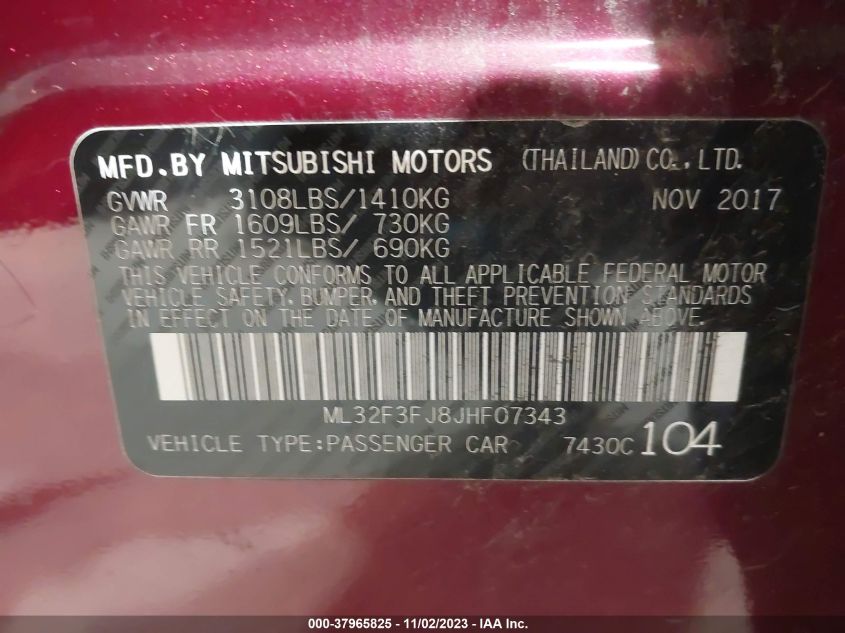 MFD.BY MITSUBISHI MOTORS (THAILAND) CO., LTD.
GVWR 3108LBS/1410KG NOV 2017
GAWR FR 1609LBS/ 730KG
GAWR RR 1521LBS/ 690KG
THIS VEHICLE CONFORMS TO ALL APPLICABLE FEDERAL MOTOR
VEHICLE SAFETY, BUMPER, AND THEFT PREVENTION STANDARDS
IN EFFECT ON THE DATE OF MANUFACTURE SHOWN ABOVE.
ML32F3FJ8JHF07343
VEHICLE TYPE:PASSENGER CAR 7430C 104
000-37965825 - 11/02/2023 - IAA Inc.